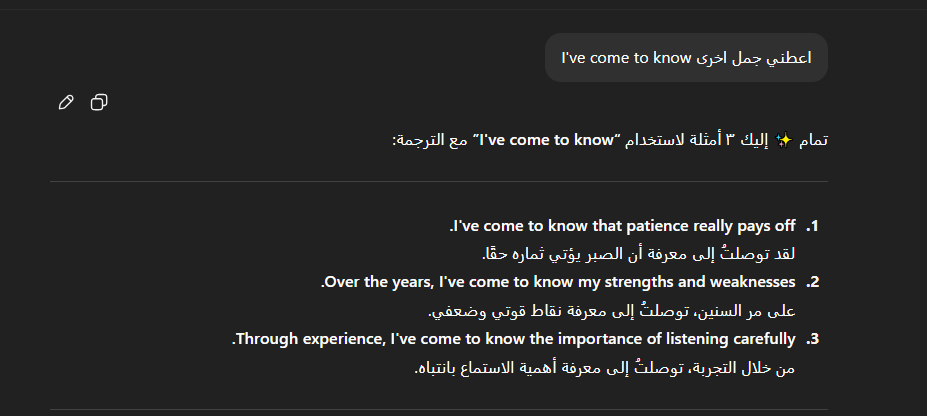 اعطني جمل اخرى I've come to know
تمام ✨ إليك ٣ أمثلة لاستخدام "I've come to know" مع الترجمة:
1. I've come to know that patience really pays off.
لقد توصلتُ إلى معرفة أن الصبر يؤتي ثماره حقًا.
2. Over the years, I've come to know my strengths and weaknesses.
على مر السنين، توصلتُ إلى معرفة نقاط قوتي وضعفي.
3. Through experience, I've come to know the importance of listening carefully.
من خلال التجربة، توصلتُ إلى معرفة أهمية الاستماع بانتباه.